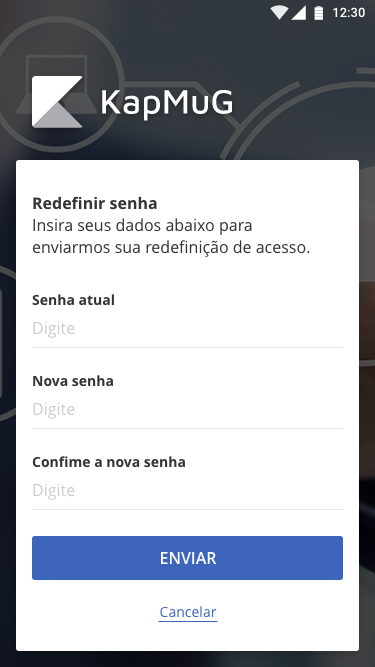 12:30
KapMuG
Redefinir senha
Insira seus dados abaixo para
enviarmos sua redefinição de acesso.
Senha atual
Digite
Nova senha
Digite
Confime a nova senha
Digite
ENVIAR
Cancelar